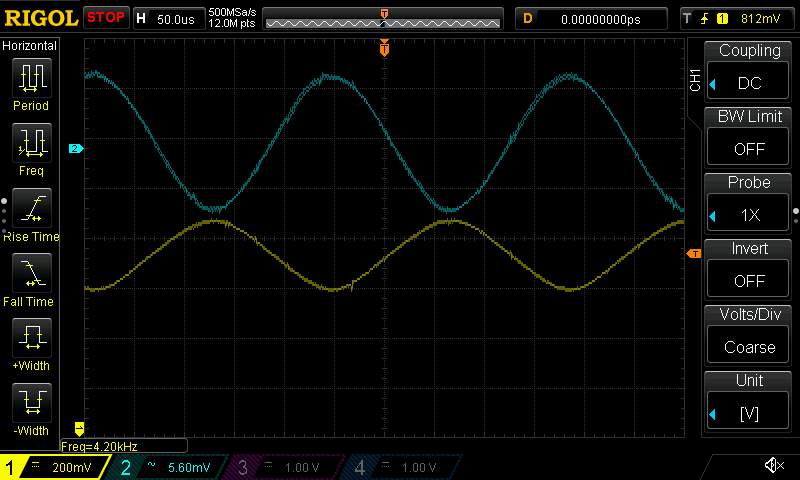 RIGOL STOP H 50.0us 500MSa/s 12.0M pts T D 0.00000000ps T 1 812mV
Horizontal
Period
Freq
Rise Time
Fall Time
+Width
-Width
T
2
T
Freq=4.20kHz
CH1
Coupling
DC
BW Limit
OFF
Probe
1X
Invert
OFF
Volts/Div
Coarse
Unit
[V]
1 200mV 2 ~ 5.60mV 3 1.00 V 4 1.00 V